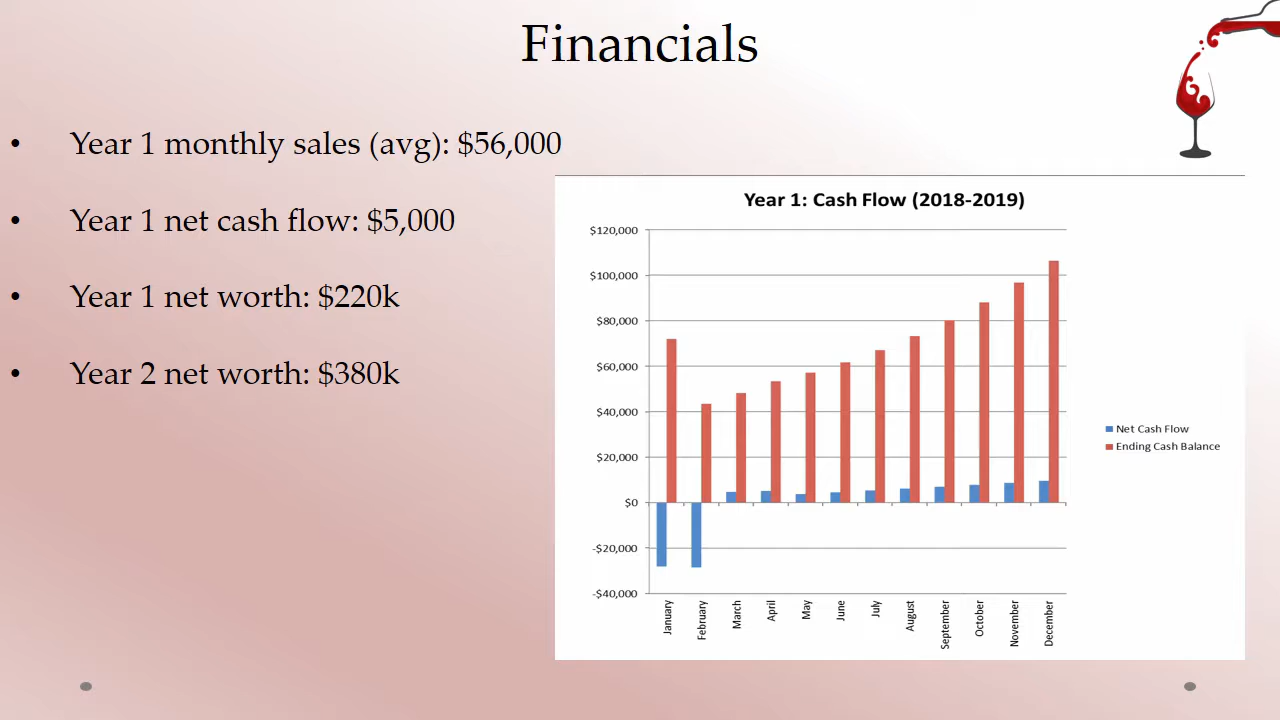 Financials
• Year 1 monthly sales (avg): $56,000
• Year 1 net cash flow: $5,000
• Year 1 net worth: $220k
• Year 2 net worth: $380k
Year 1: Cash Flow (2018-2019)
$120,000
$100,000
$80,000
$60,000
$40,000
$20,000
$0
-$20,000
-$40,000
January
February
March
April
May
June
July
August
September
October
November
December
Net Cash Flow
Ending Cash Balance